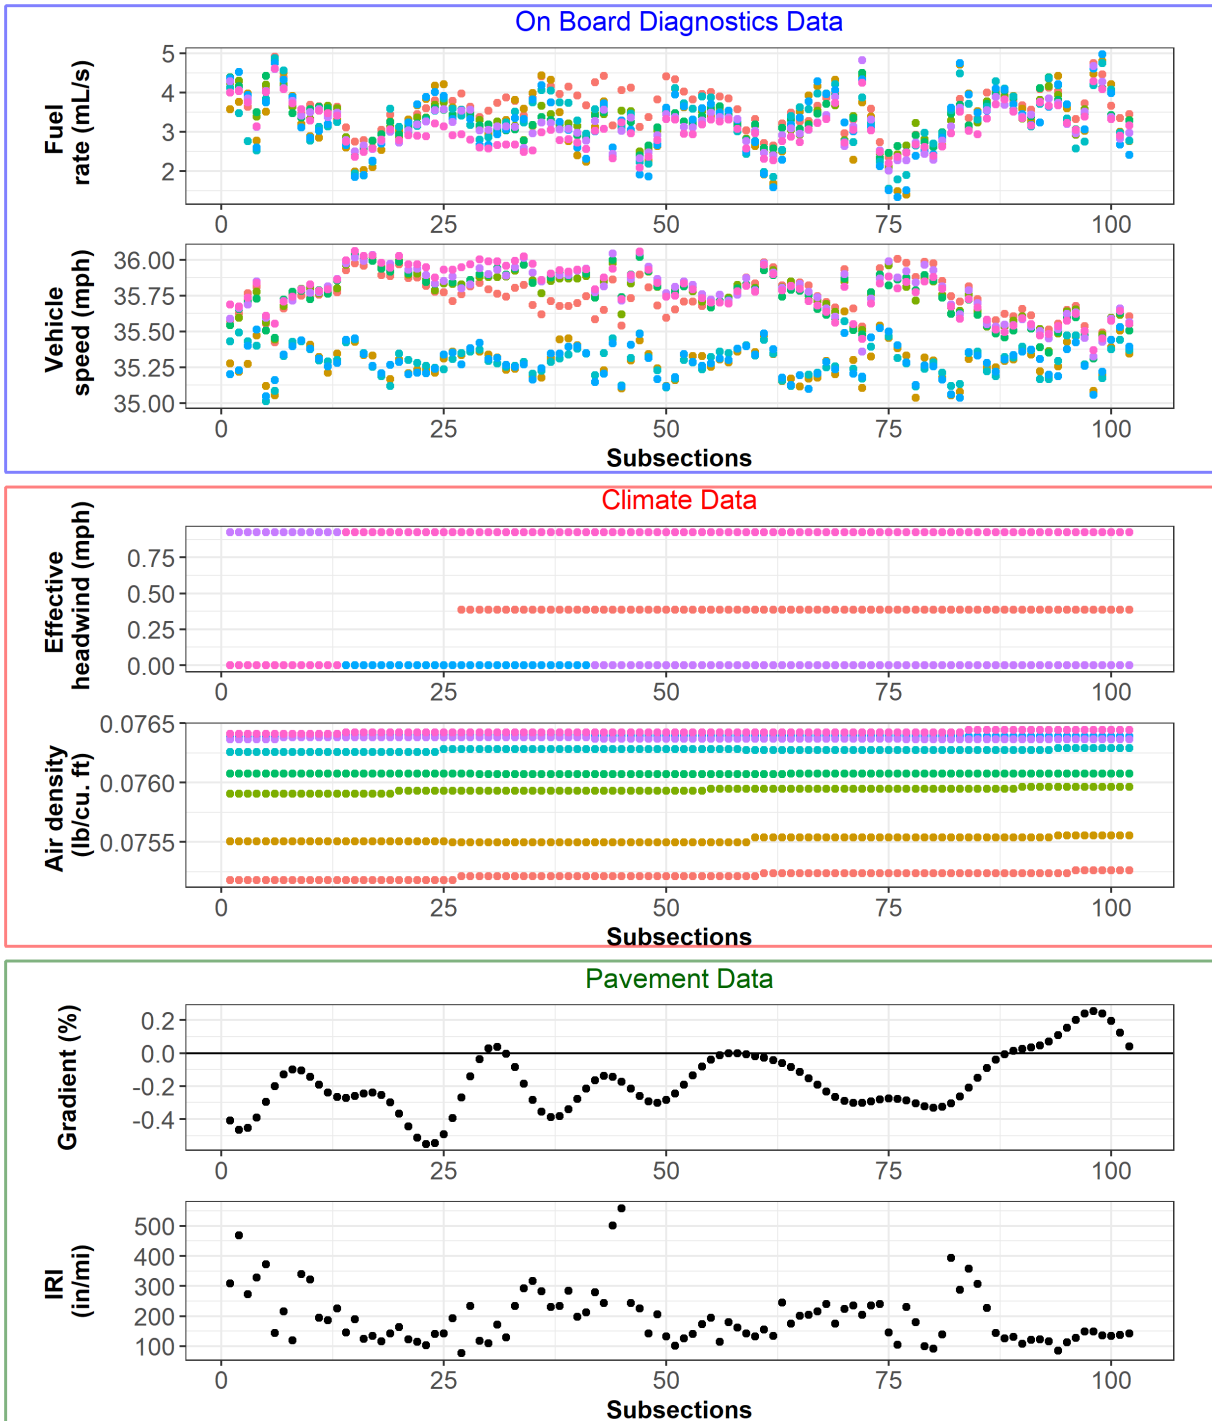 On Board Diagnostics Data
Fuel
rate (mL/s)
5
4
3
2
0 25 50 75 100
Vehicle
speed (mph)
36.00
35.75
35.50
35.25
35.00
0 25 50 75 100
Subsections
Climate Data
Effective
headwind (mph)
0.75
0.50
0.25
0.00
0 25 50 75 100
Air density
(lb/cu. ft)
0.0765
0.0760
0.0755
0 25 50 75 100
Subsections
Pavement Data
Gradient (%)
0.2
0.0
-0.2
-0.4
0 25 50 75 100
IRI
(in/mi)
500
400
300
200
100
0 25 50 75 100
Subsections